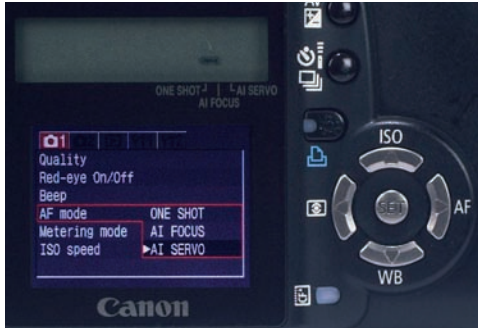 ONE SHOT AI SERVO
AI FOCUS
1
Quality
Red-eye On/Off
Beep
AF mode ONE SHOT
Metering mode AI FOCUS
ISO speed ▶AI SERVO
Canon
ISO
SET
AF
WB